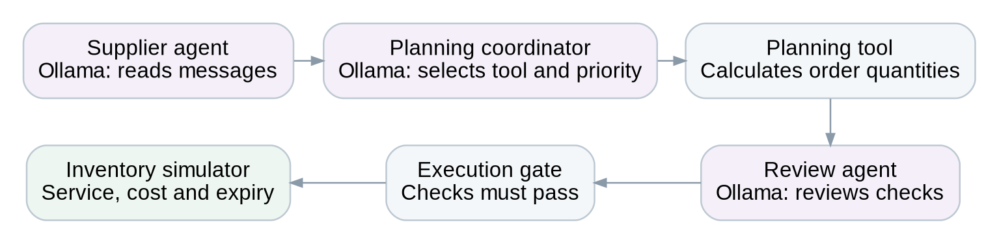 Supplier agent
Ollama: reads messages
Planning coordinator
Ollama: selects tool and priority
Planning tool
Calculates order quantities
Review agent
Ollama: reviews checks
Execution gate
Checks must pass
Inventory simulator
Service, cost and expiry